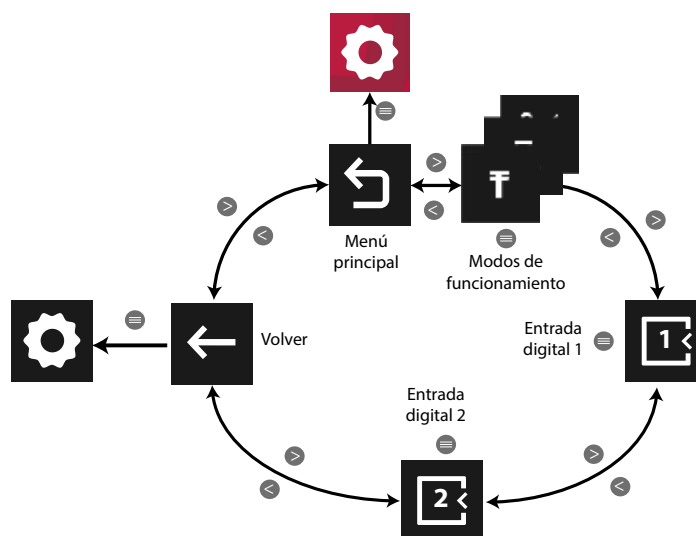 > 
<
Menú
principal
₸
Modos de
funcionamiento
>
<
>
<
Volver
Entrada
digital 1
1
Entrada
digital 2
>
<
>
<
2